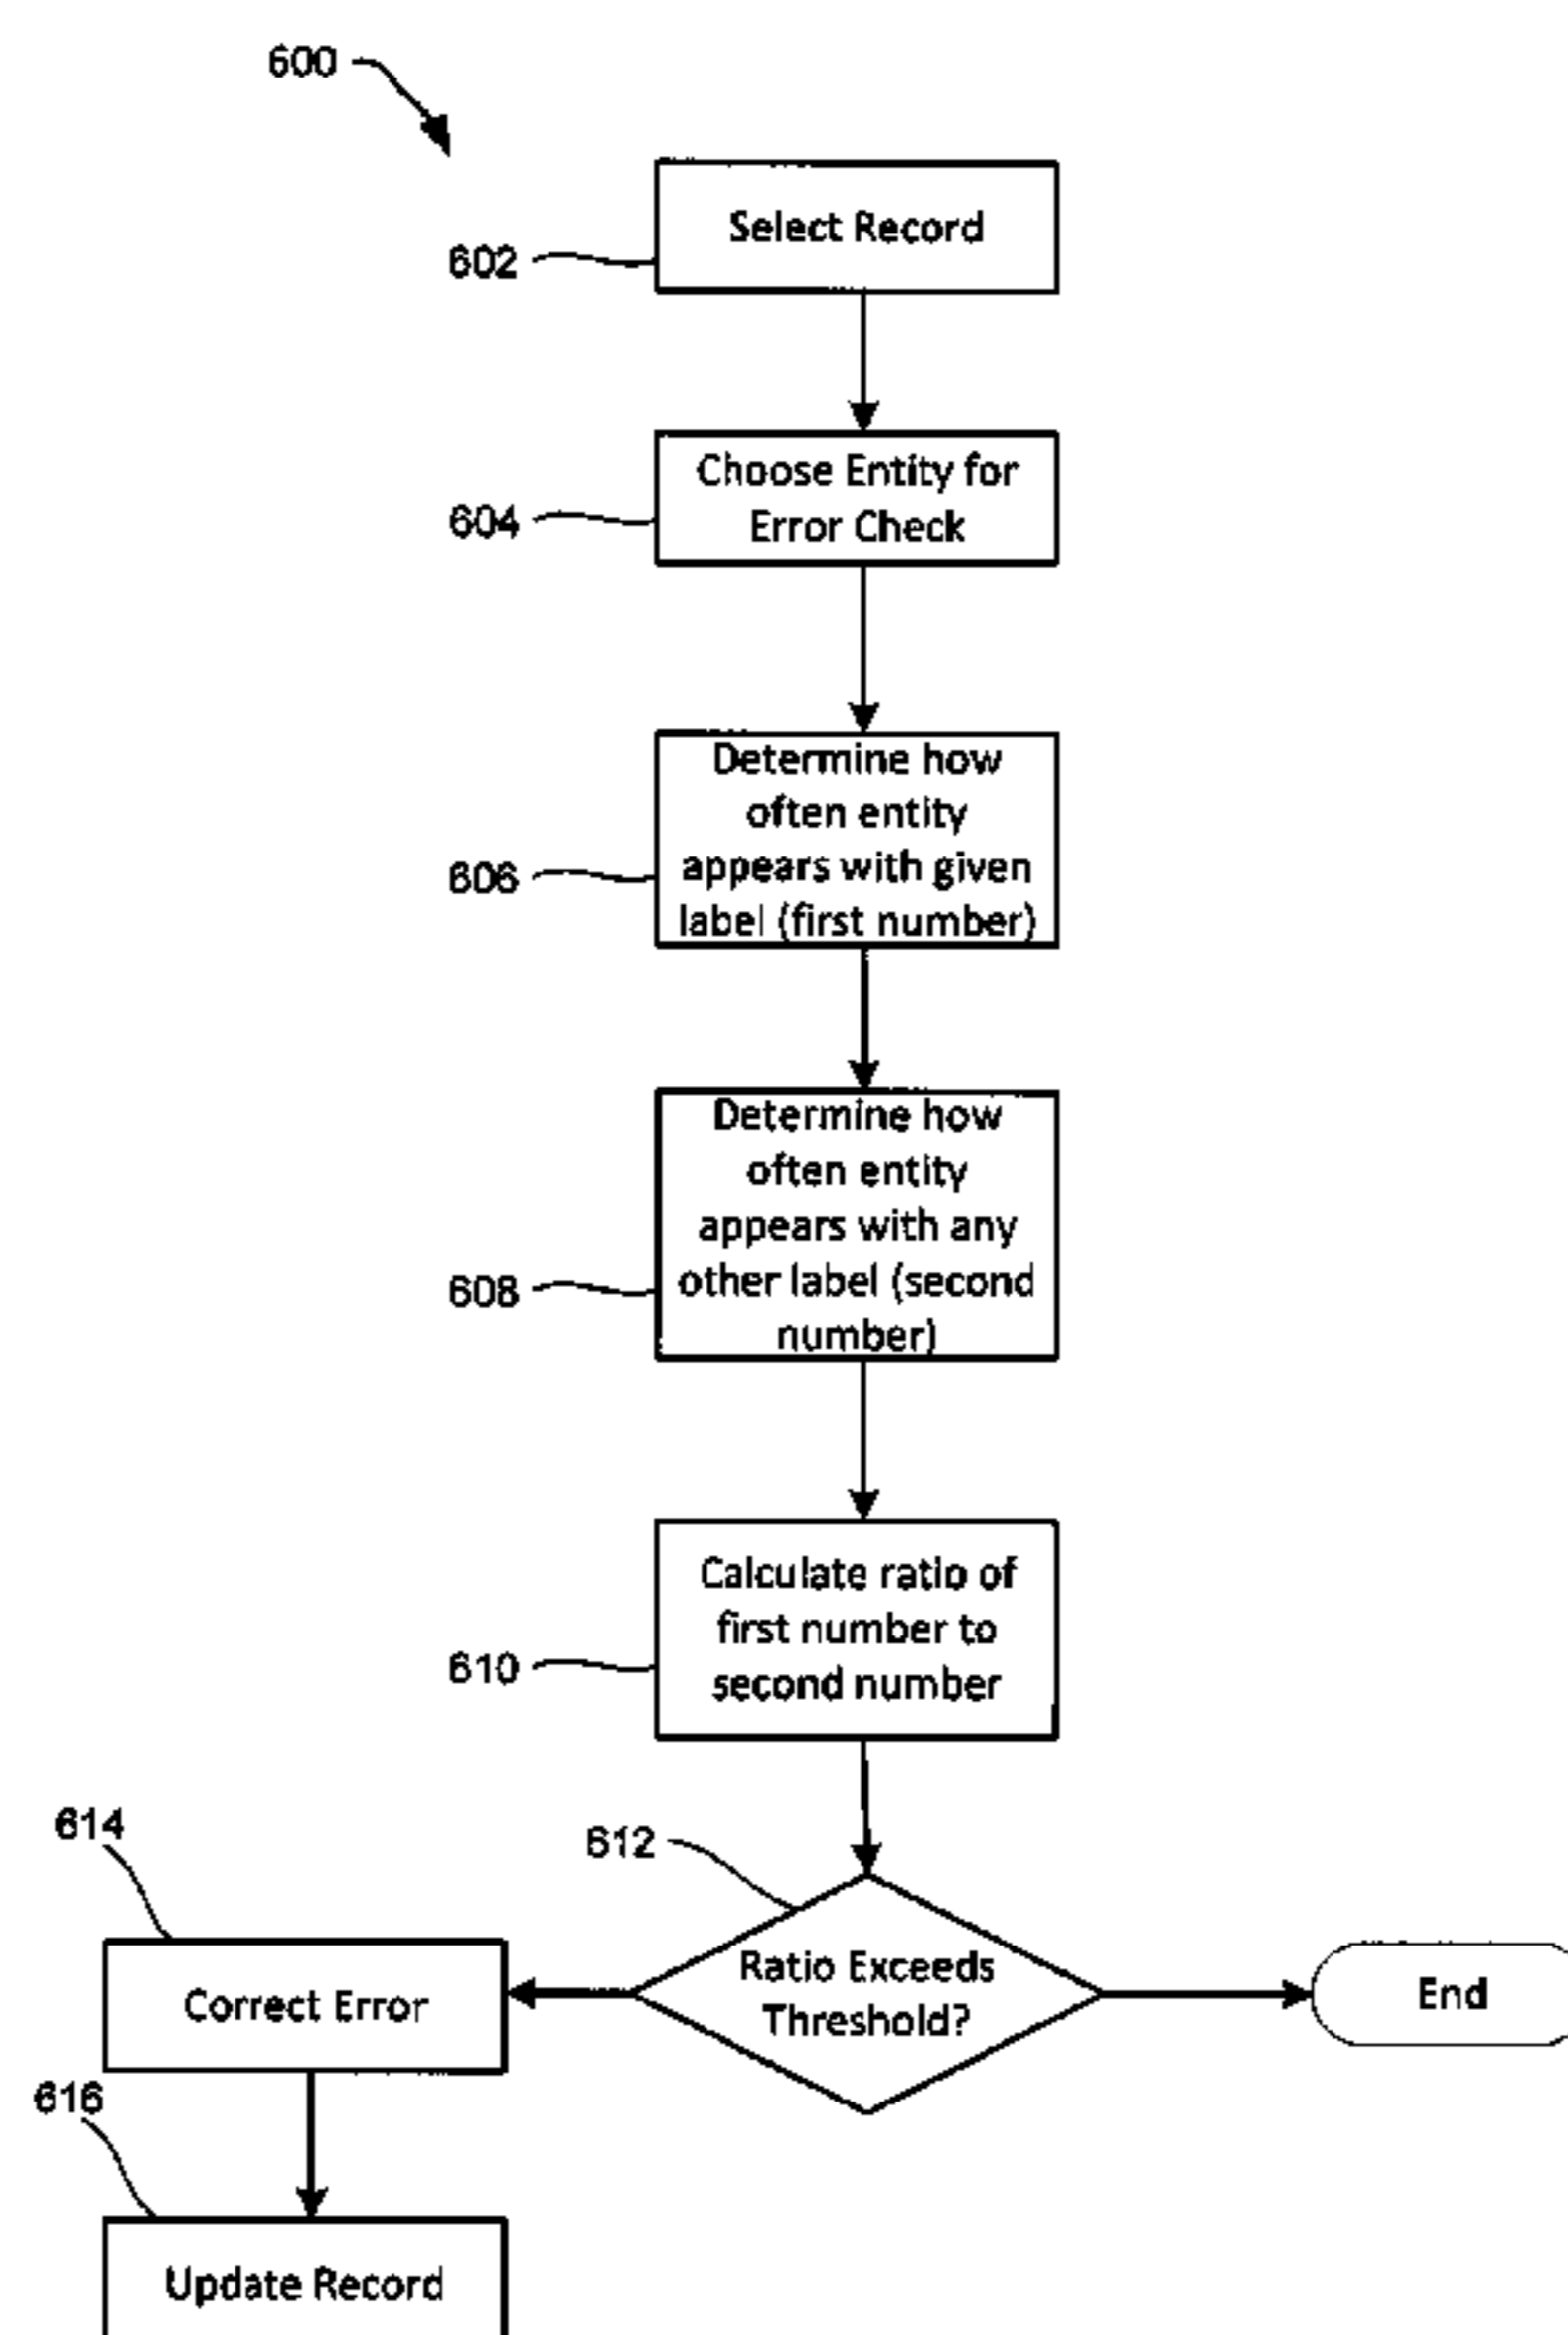 600
Select Record
602
Choose Entity for
Error Check
604
Determine how
often entity
appears with given
label (first number)
606
Determine how
often entity
appears with any
other label (second
number)
608
Calculate ratio of
first number to
second number
610
612
Ratio Exceeds
Threshold?
End
614
Correct Error
616
Update Record